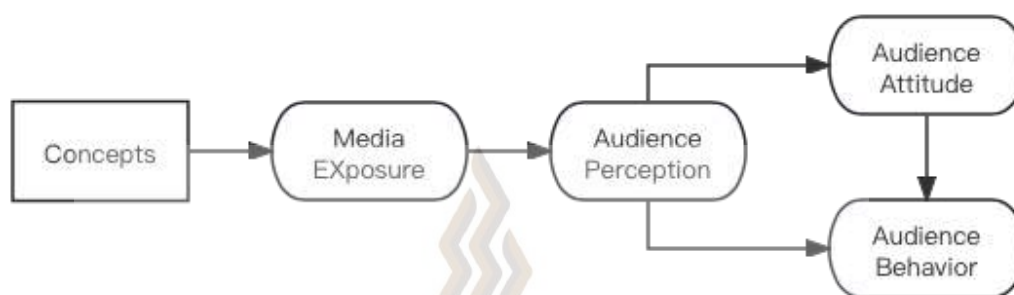 Concepts
Media
EXposure
Audience
Perception
Audience
Attitude
Audience
Behavior